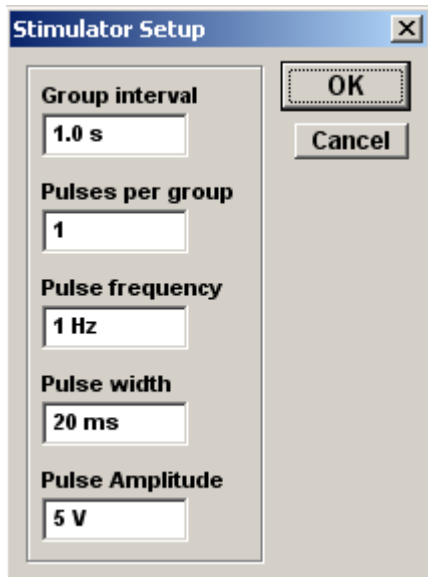 Stimulator Setup
Group interval
1.0 s
Pulses per group
1
Pulse frequency
1 Hz
Pulse width
20 ms
Pulse Amplitude
5 V
OK
Cancel